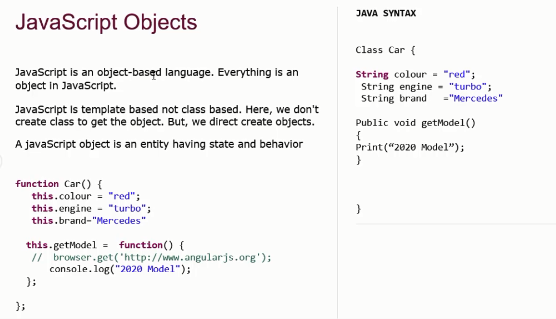 JavaScript Objects
JavaScript is an object-based language. Everything is an
object in JavaScript.
JavaScript is template based not class based. Here, we don't
create class to get the object. But, we direct create objects.
A javaScript object is an entity having state and behavior
function Car() {
this.colour = "red";
this.engine = "turbo";
this.brand="Mercedes"
this.getModel = function() {
// browser.get('http://www.angularjs.org');
console.log("2020 Model");
};
};
JAVA SYNTAX
Class Car {
String colour = "red";
String engine = "turbo";
String brand ="Mercedes"
Public void getModel()
{
Print(“2020 Model”);
}
}